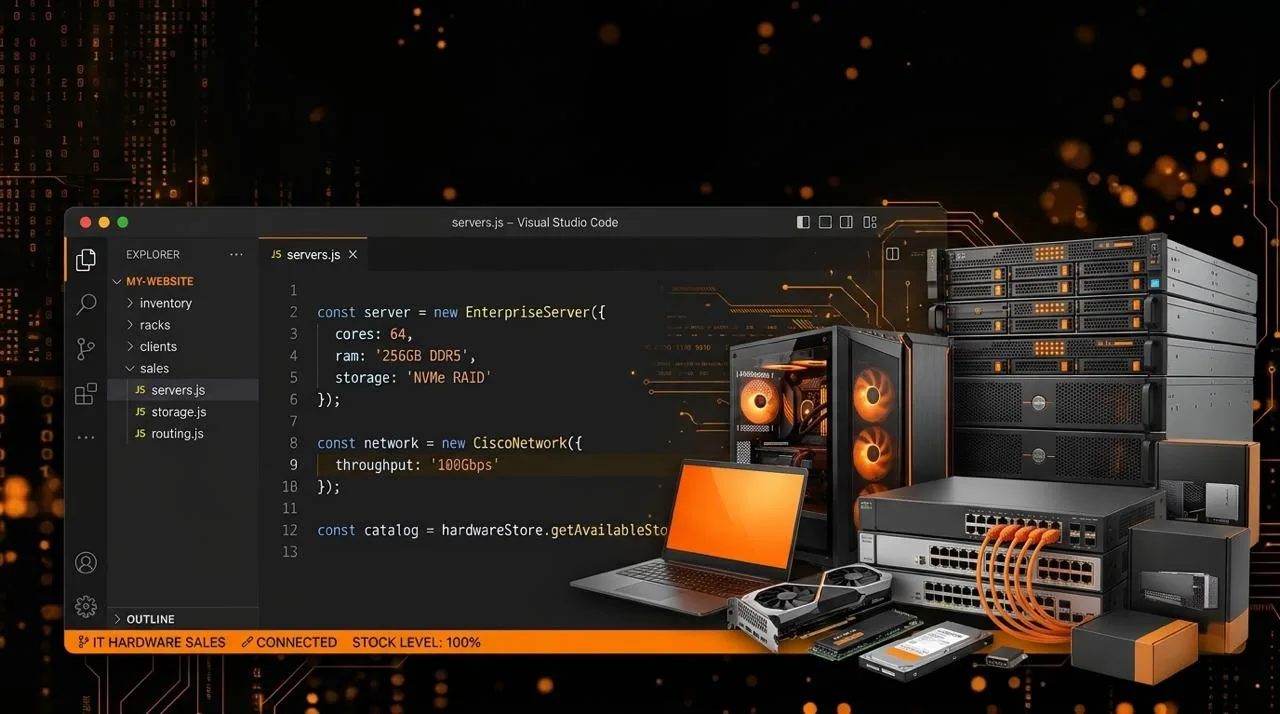 servers.js – Visual Studio Code
EXPLORER
MY-WEBSITE
inventory
racks
clients
sales
JS servers.js
JS storage.js
JS routing.js
OUTLINE
JS servers.js
1
2 const server = new EnterpriseServer({
3 cores: 64,
4 ram: '256GB DDR5',
5 storage: 'NVMe RAID'
6 });
7
8 const network = new CiscoNetwork({
9 throughput: '100Gbps'
10 });
11
12 const catalog = hardwareStore.getAvailableSto
13
IT HARDWARE SALES CONNECTED STOCK LEVEL: 100%